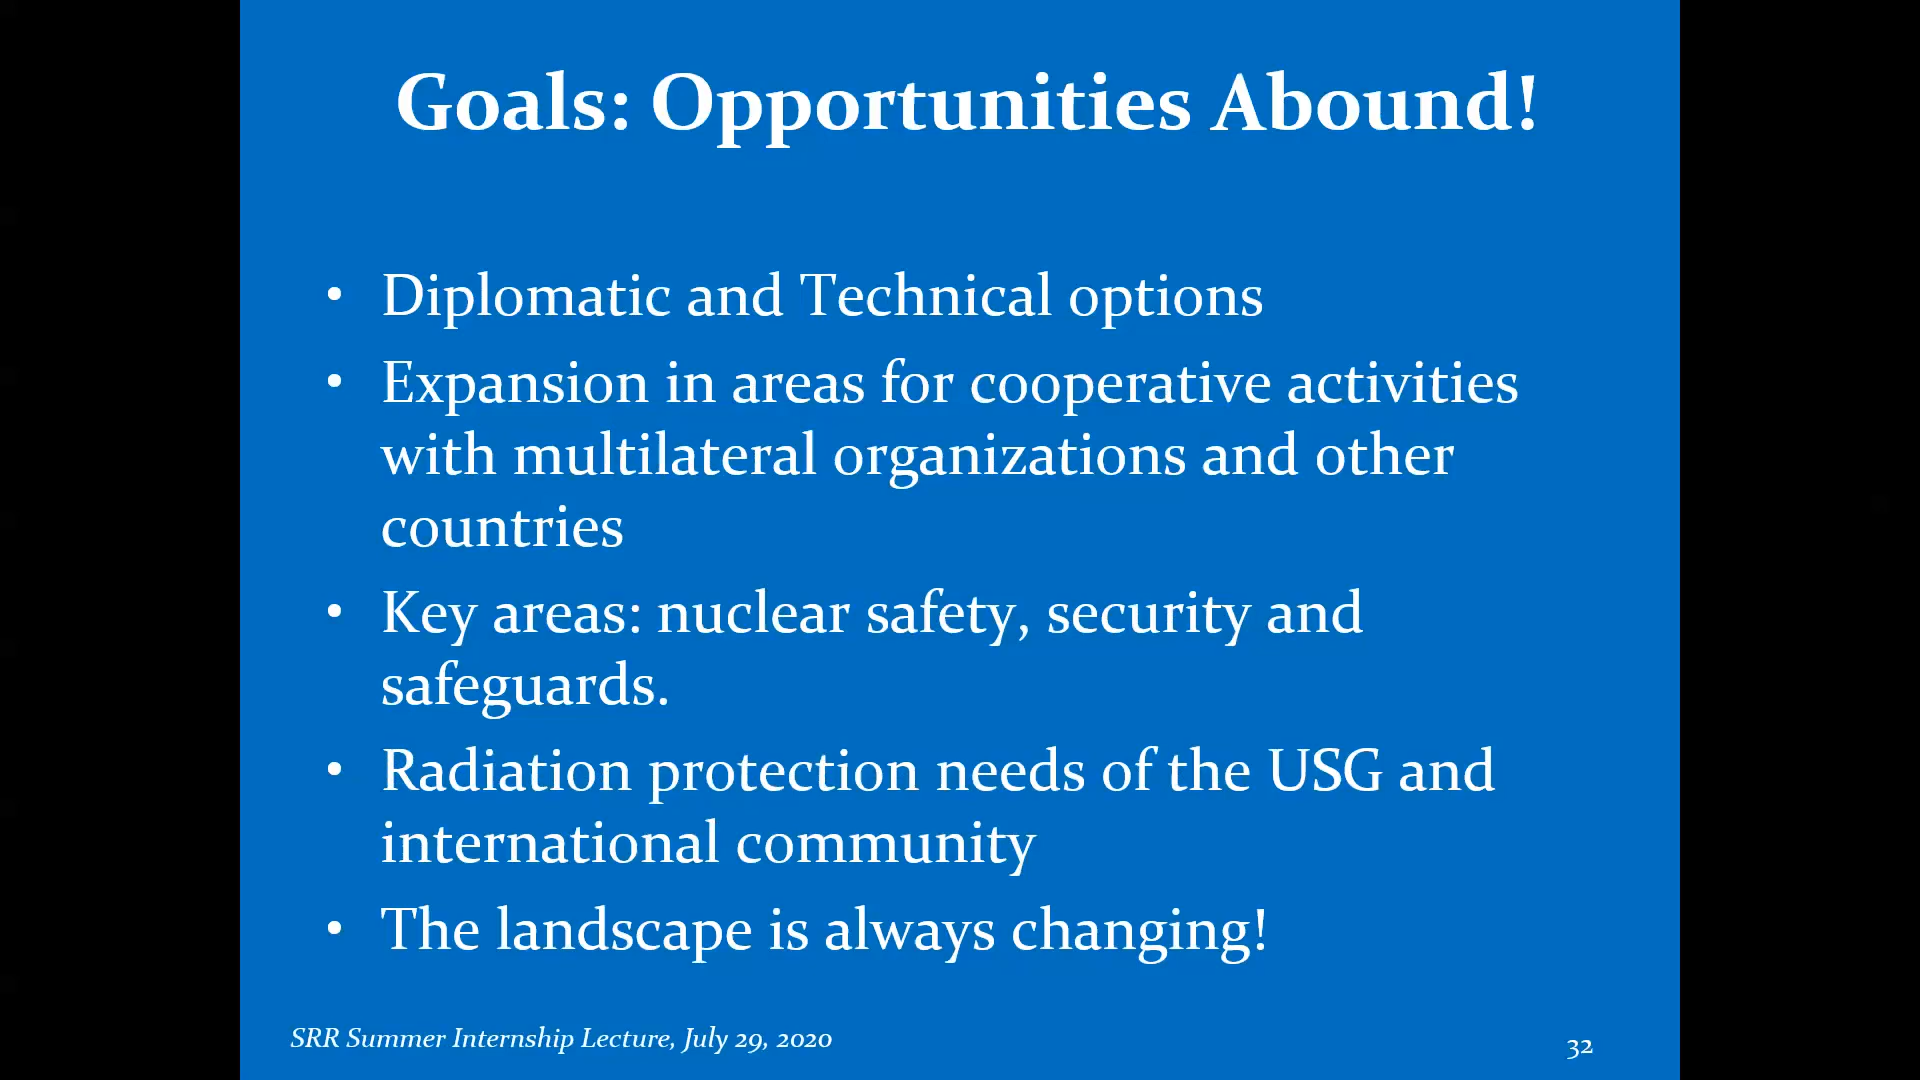 Goals: Opportunities Abound!
• Diplomatic and Technical options
• Expansion in areas for cooperative activities
with multilateral organizations and other
countries
• Key areas: nuclear safety, security and
safeguards.
• Radiation protection needs of the USG and
international community
• The landscape is always changing!
SRR Summer Internship Lecture, July 29, 2020
32